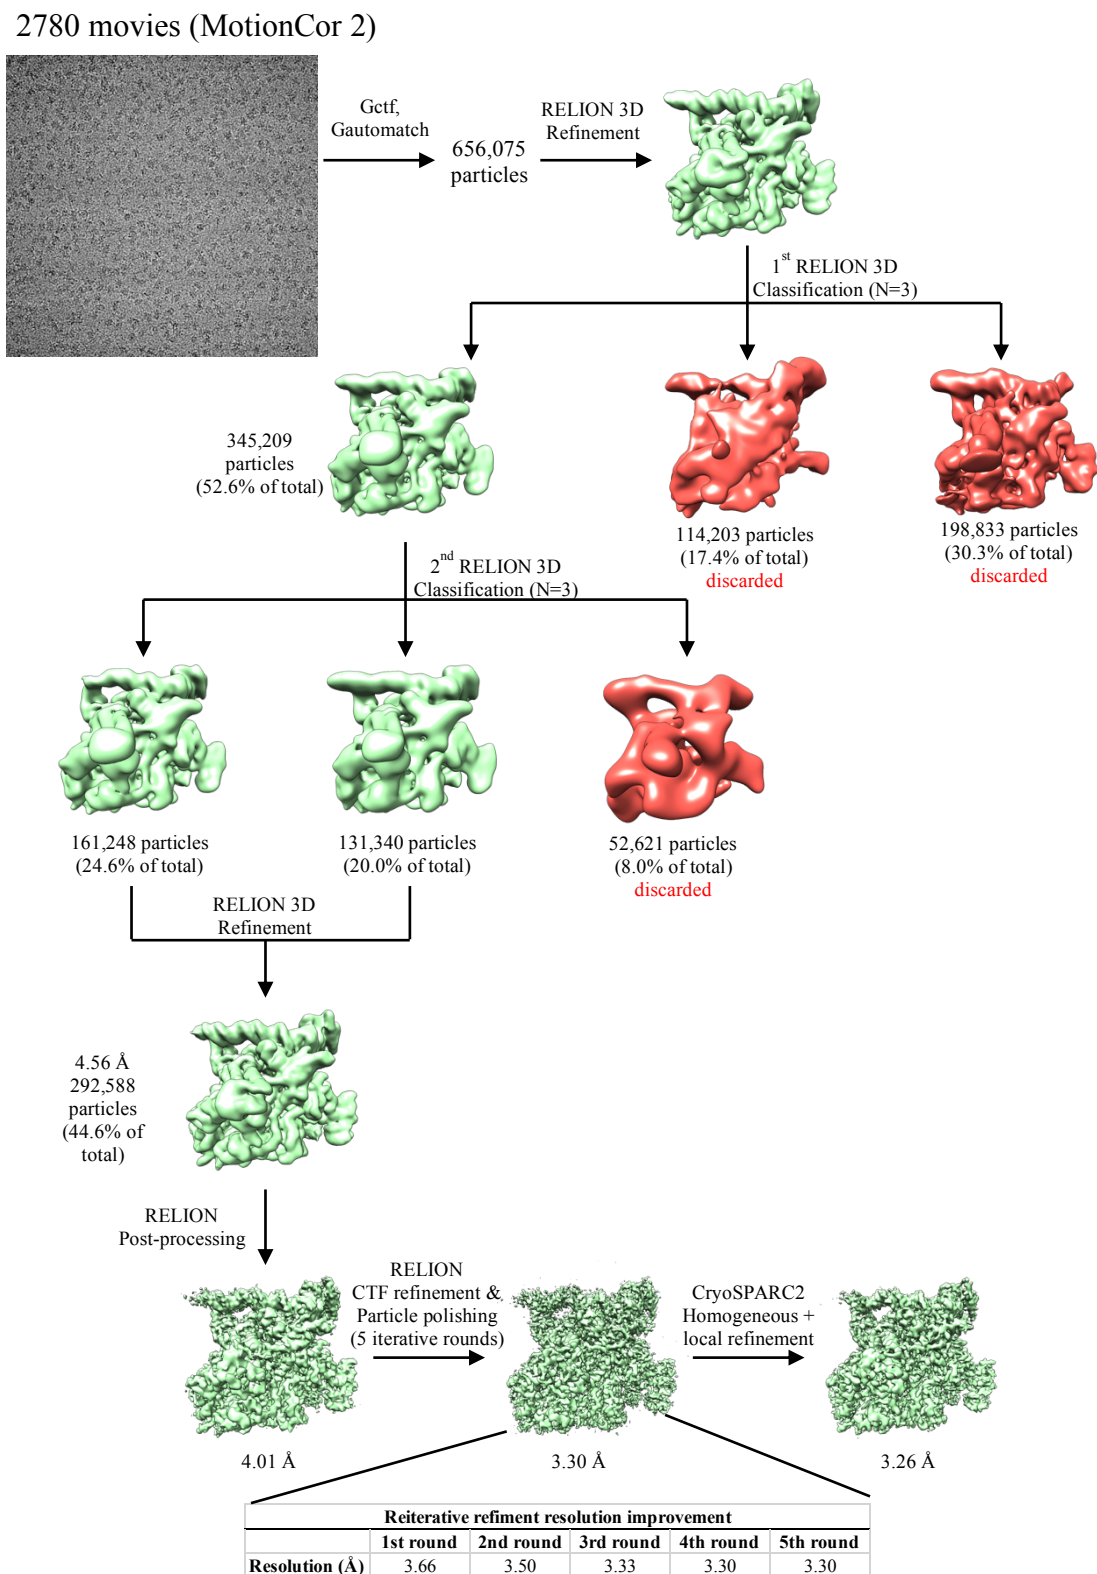 2780 movies (MotionCor 2)
Gctf,
Gautomatch
656,075
particles
RELION 3D
Refinement
1st RELION 3D
Classification (N=3)
345,209
particles
(52.6% of total)
114,203 particles
(17.4% of total)
discarded
198,833 particles
(30.3% of total)
discarded
2nd RELION 3D
Classification (N=3)
161,248 particles
(24.6% of total)
131,340 particles
(20.0% of total)
52,621 particles
(8.0% of total)
discarded
RELION 3D
Refinement
4.56 Å
292,588
particles
(44.6% of
total)
RELION
Post-processing
RELION
CTF refinement &
Particle polishing
(5 iterative rounds)
CryoSPARC2
Homogeneous +
local refinement
4.01 Å
3.30 Å
3.26 Å
Reiterative refiment resolution improvement
1st round 2nd round 3rd round 4th round 5th round
Resolution (Å) 3.66 3.50 3.33 3.30 3.30